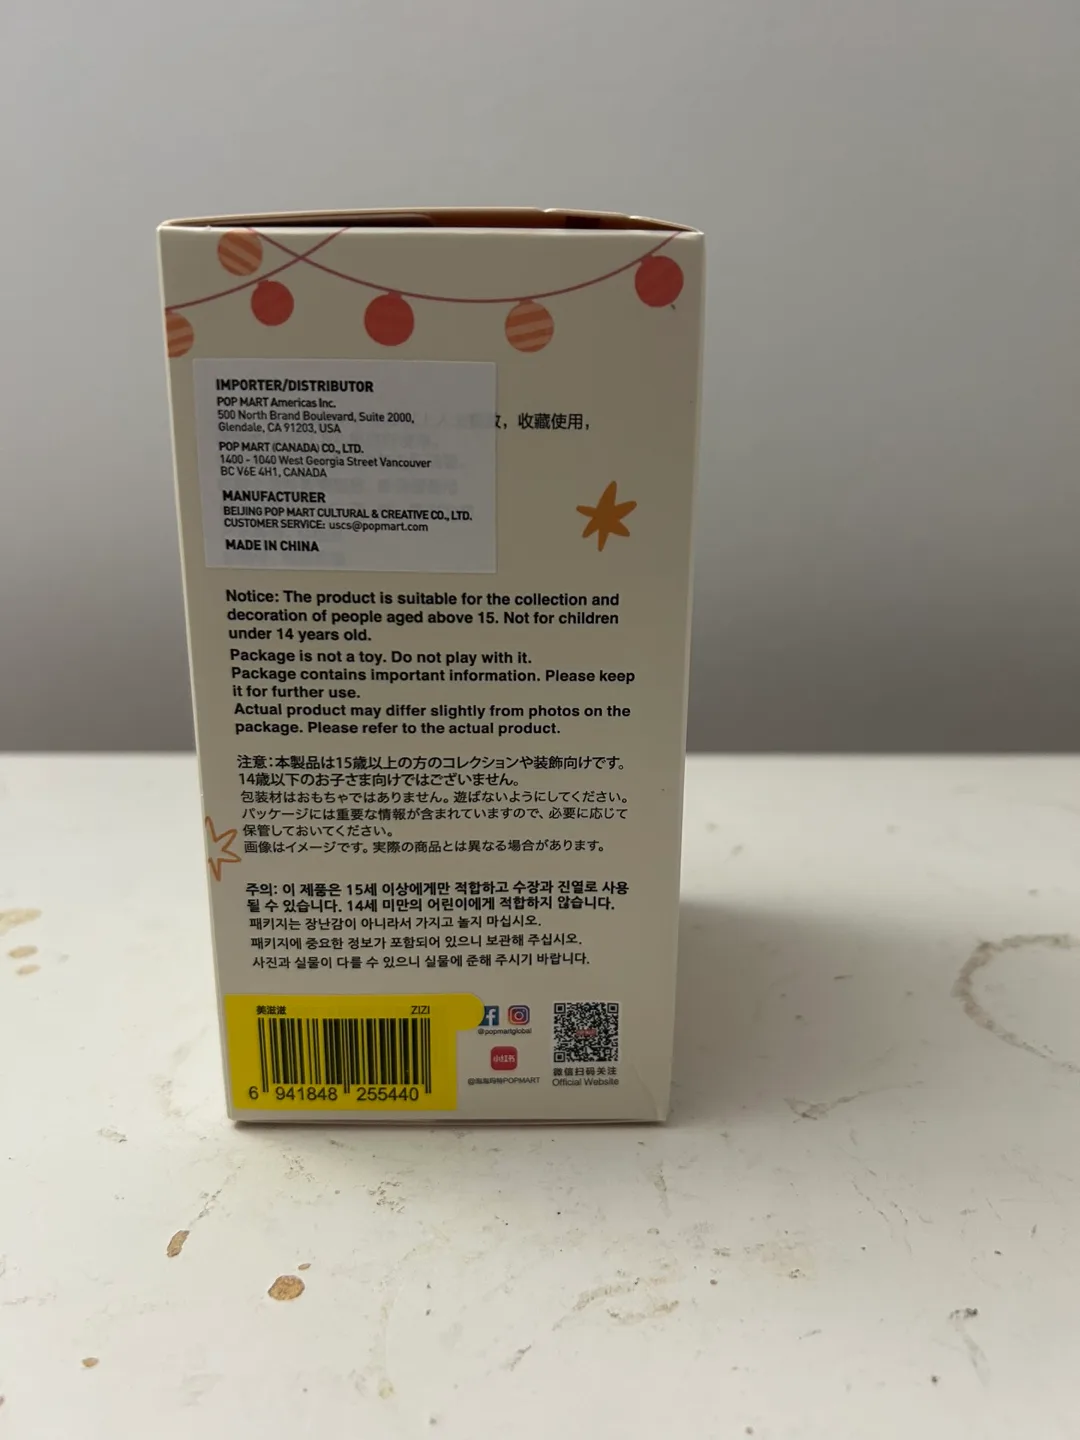 IMPORTER/DISTRIBUTOR
POP MART Americas Inc.
500 North Brand Boulevard, Suite 2000,
Glendale, CA 91203, USA
POP MART (CANADA) CO., LTD.
1400 - 1040 West Georgia Street Vancouver
BC V6E 4H1, CANADA
MANUFACTURER
BEIJING POP MART CULTURAL & CREATIVE CO., LTD.
CUSTOMER SERVICE: uscs@popmart.com
MADE IN CHINA
，收藏使用，
Notice: The product is suitable for the collection and
decoration of people aged above 15. Not for children
under 14 years old.
Package is not a toy. Do not play with it.
Package contains important information. Please keep
it for further use.
Actual product may differ slightly from photos on the
package. Please refer to the actual product.
注意:本製品は15歳以上の方のコレクションや装飾向けです。
14歳以下のお子さま向けではございません。
包装材はおもちゃではありません。遊ばないようにしてください。
パッケージには重要な情報が含まれていますので、必要に応じて
保管しておいてください。
画像はイメージです。実際の商品とは異なる場合があります。
주의: 이 제품은 15세 이상에게만 적합하고 수장과 진열로 사용
될 수 있습니다. 14세 미만의 어린이에게 적합하지 않습니다.
패키지는 장난감이 아니라서 가지고 놀지 마십시오.
패키지에 중요한 정보가 포함되어 있으니 보관해 주십시오.
사진과 실물이 다를 수 있으니 실물에 준해 주시기 바랍니다.
美滋滋 ZIZI
6 941848 255440
@popmartglobal
小红书
@泡泡玛特POPMART
微信扫码关注
Official Website